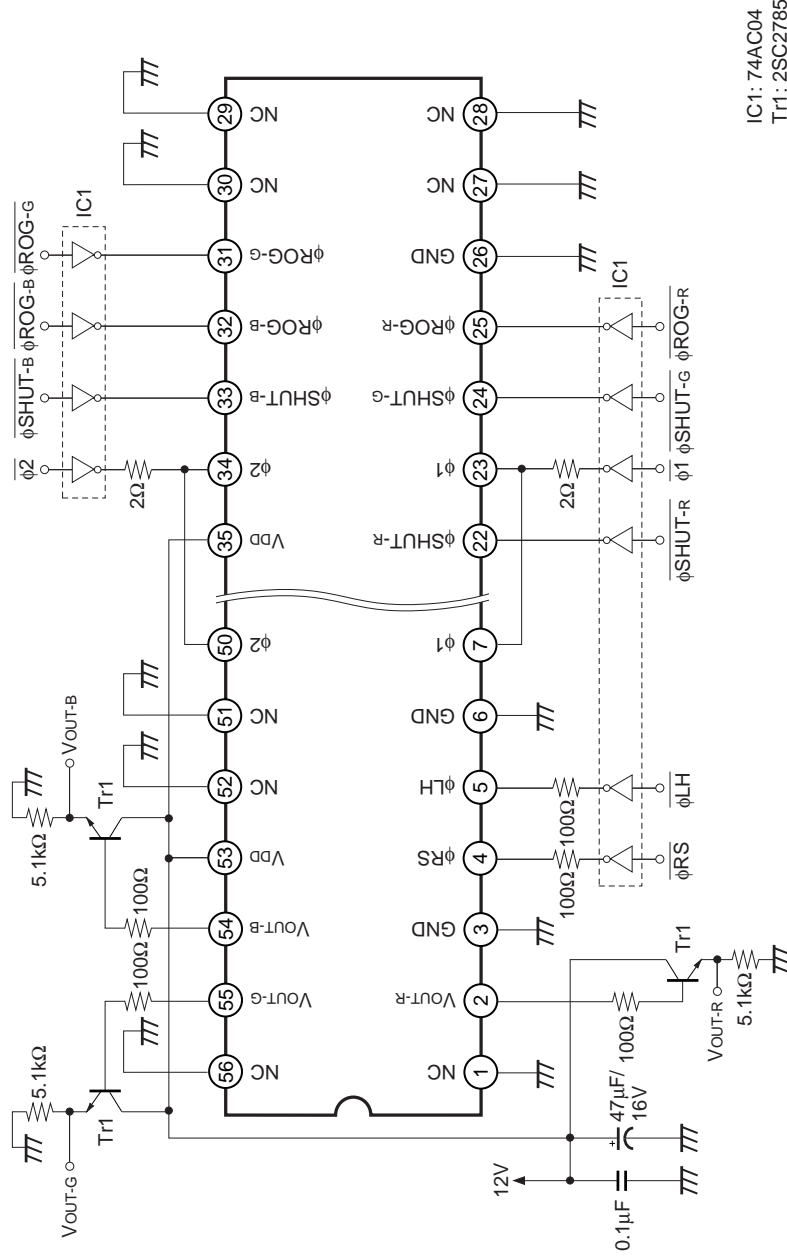 φ2 φSHUT-B φROG-B φROG-G
IC1
2Ω
5.1kΩ
VOUT-G
Tr1
100Ω
5.1kΩ
VOUT-B
Tr1
100Ω
56 55 54 53 52 51 50 35 34 33 32 31 30 29
NC VOUT-G VOUT-B VDD NC NC φ2 VDD φ2 φSHUT-B φROG-B φROG-G NC NC
NC VOUT-R GND φRS φLH GND φ1 φSHUT-R φ1 φSHUT-G φROG-R GND NC NC
1 2 3 4 5 6 7 22 23 24 25 26 27 28
12V
0.1µF
+
47µF/
16V
100Ω
Tr1
VOUT-R
5.1kΩ
100Ω
100Ω
2Ω
IC1
φRS φLH φSHUT-R φ1 φSHUT-G φROG-R
IC1: 74AC04
Tr1: 2SC2785